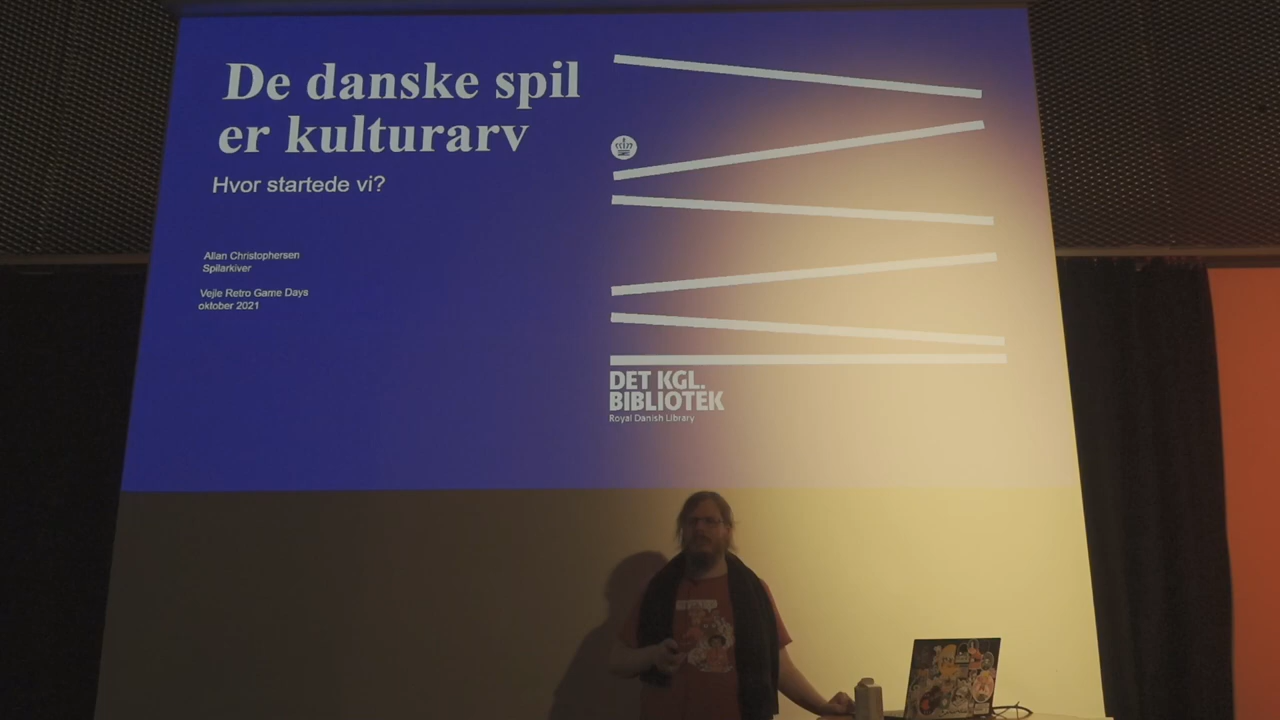 De danske spil
er kulturarv
Hvor startede vi?
Allan Christophersen
Spilarkiver
Vejle Retro Game Days
oktober 2021
DET KGL.
BIBLIOTEK
Royal Danish Library